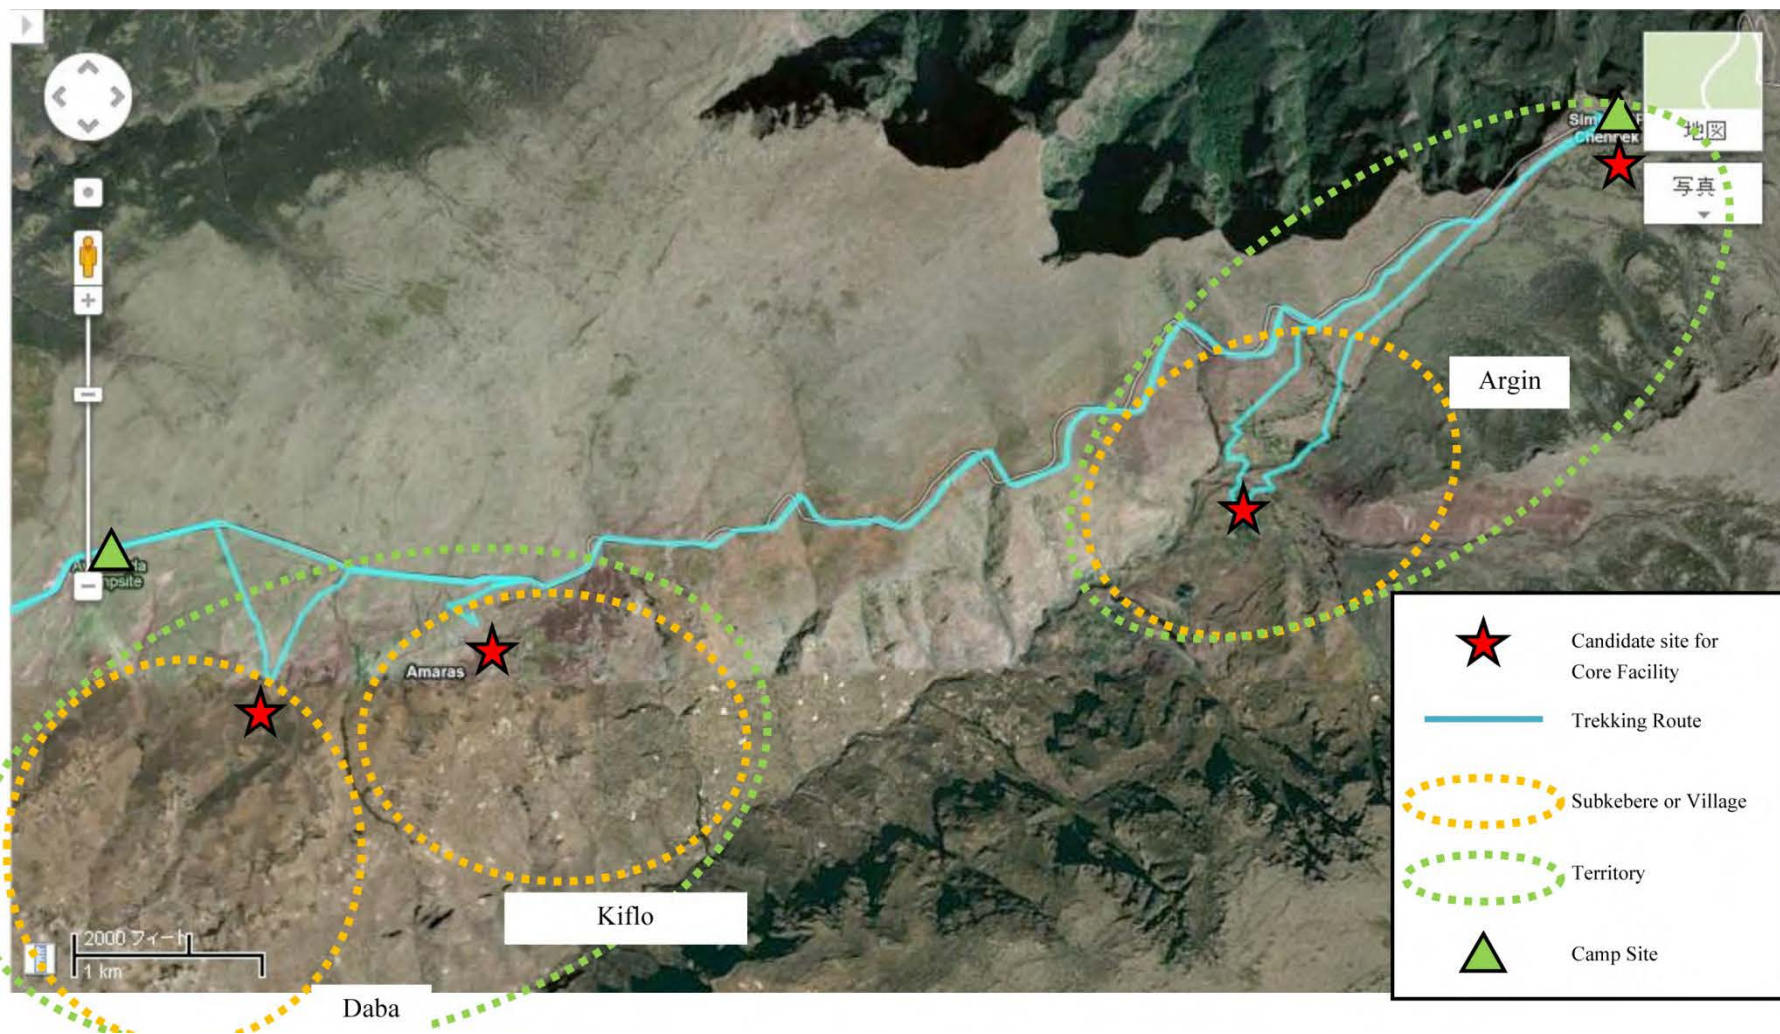 Chennek
地図
写真
Argin
Amaras
Kiflo
Daba
2000 フィート
1 km
Candidate site for
Core Facility
Trekking Route
Subkebere or Village
Territory
Camp Site